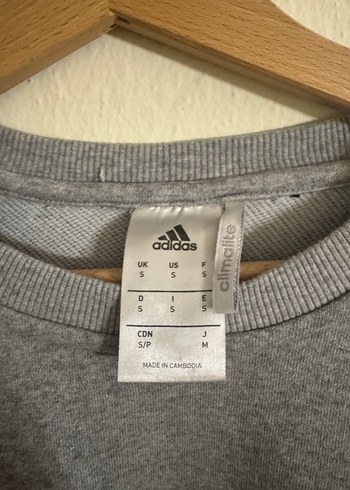 adidas
climalite
UK US F
S S S
D I E
S S S
CDN J
S/P M
MADE IN CAMBODIA